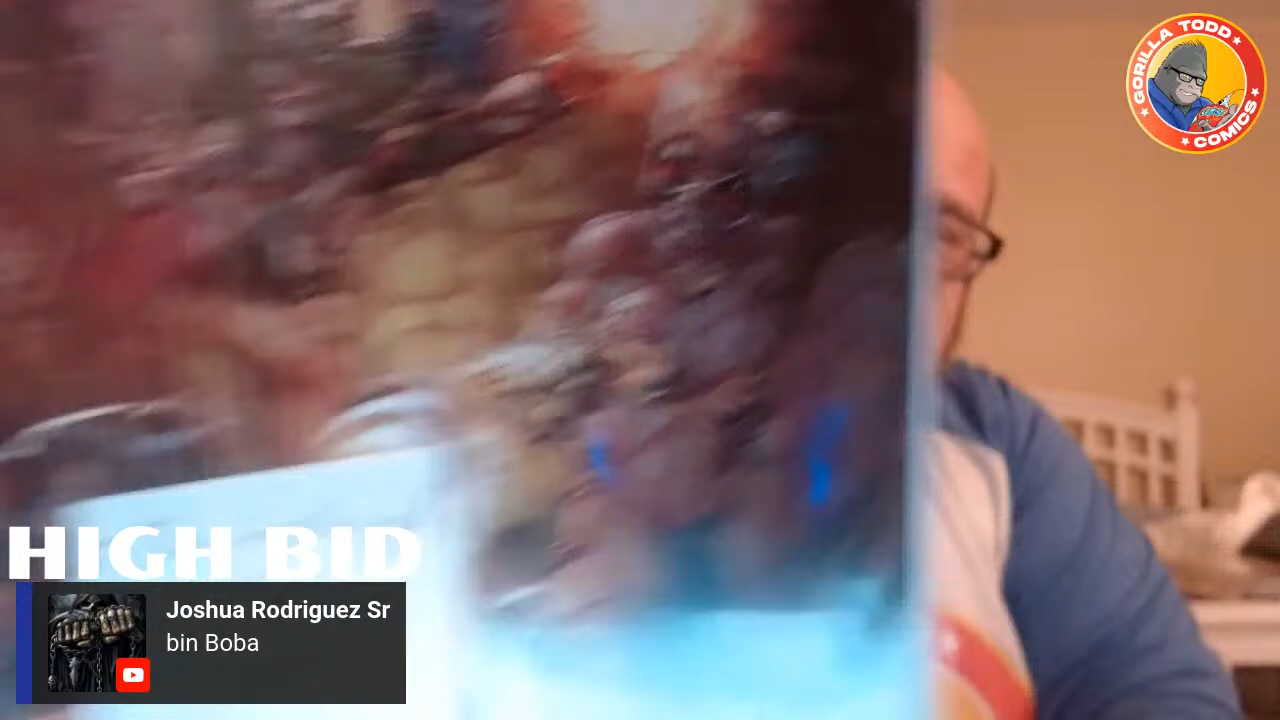 GORILLA TODD
COMICS
HIGH BID
Joshua Rodriguez Sr
bin Boba